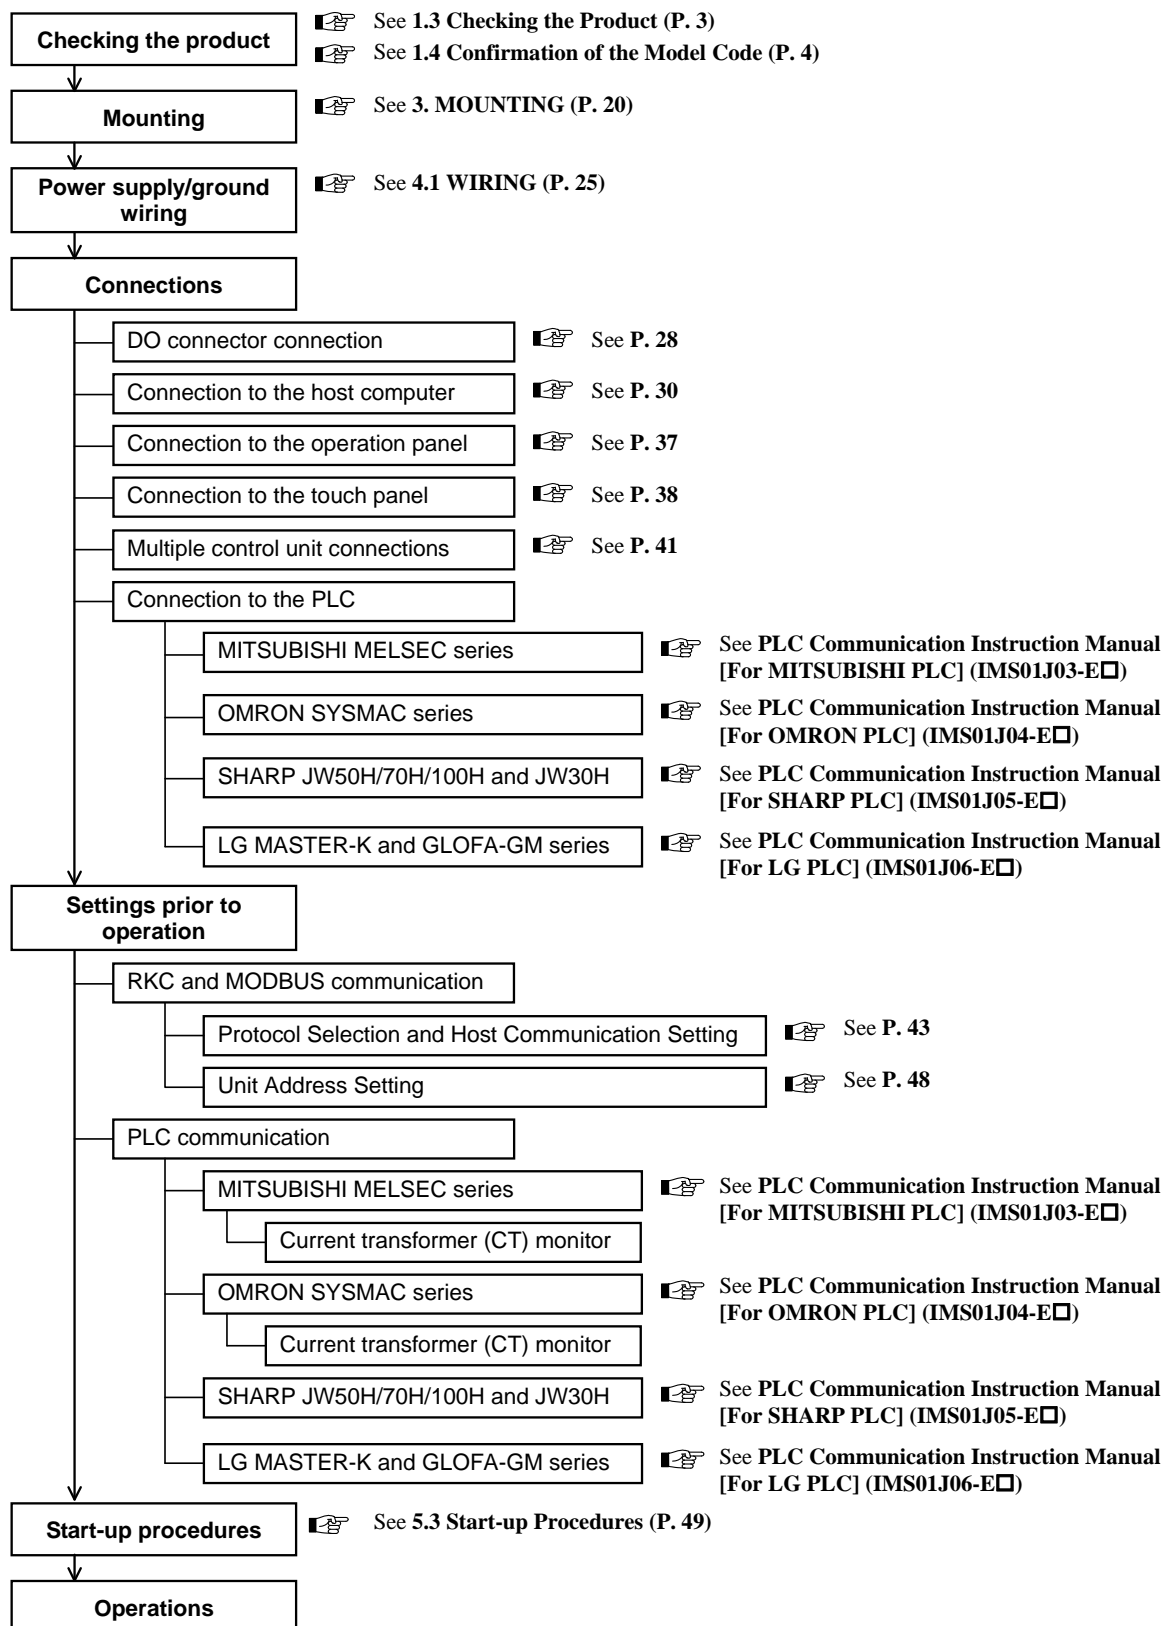 Checking the product
See 1.3 Checking the Product (P. 3)
See 1.4 Confirmation of the Model Code (P. 4)
Mounting
See 3. MOUNTING (P. 20)
Power supply/ground
wiring
See 4.1 WIRING (P. 25)
Connections
DO connector connection
See P. 28
Connection to the host computer
See P. 30
Connection to the operation panel
See P. 37
Connection to the touch panel
See P. 38
Multiple control unit connections
See P. 41
Connection to the PLC
MITSUBISHI MELSEC series
See PLC Communication Instruction Manual
[For MITSUBISHI PLC] (IMS01J03-E□)
OMRON SYSMAC series
See PLC Communication Instruction Manual
[For OMRON PLC] (IMS01J04-E□)
SHARP JW50H/70H/100H and JW30H
See PLC Communication Instruction Manual
[For SHARP PLC] (IMS01J05-E□)
LG MASTER-K and GLOFA-GM series
See PLC Communication Instruction Manual
[For LG PLC] (IMS01J06-E□)
Settings prior to
operation
RKC and MODBUS communication
Protocol Selection and Host Communication Setting
See P. 43
Unit Address Setting
See P. 48
PLC communication
MITSUBISHI MELSEC series
See PLC Communication Instruction Manual
[For MITSUBISHI PLC] (IMS01J03-E□)
Current transformer (CT) monitor
OMRON SYSMAC series
See PLC Communication Instruction Manual
[For OMRON PLC] (IMS01J04-E□)
Current transformer (CT) monitor
SHARP JW50H/70H/100H and JW30H
See PLC Communication Instruction Manual
[For SHARP PLC] (IMS01J05-E□)
LG MASTER-K and GLOFA-GM series
See PLC Communication Instruction Manual
[For LG PLC] (IMS01J06-E□)
Start-up procedures
See 5.3 Start-up Procedures (P. 49)
Operations